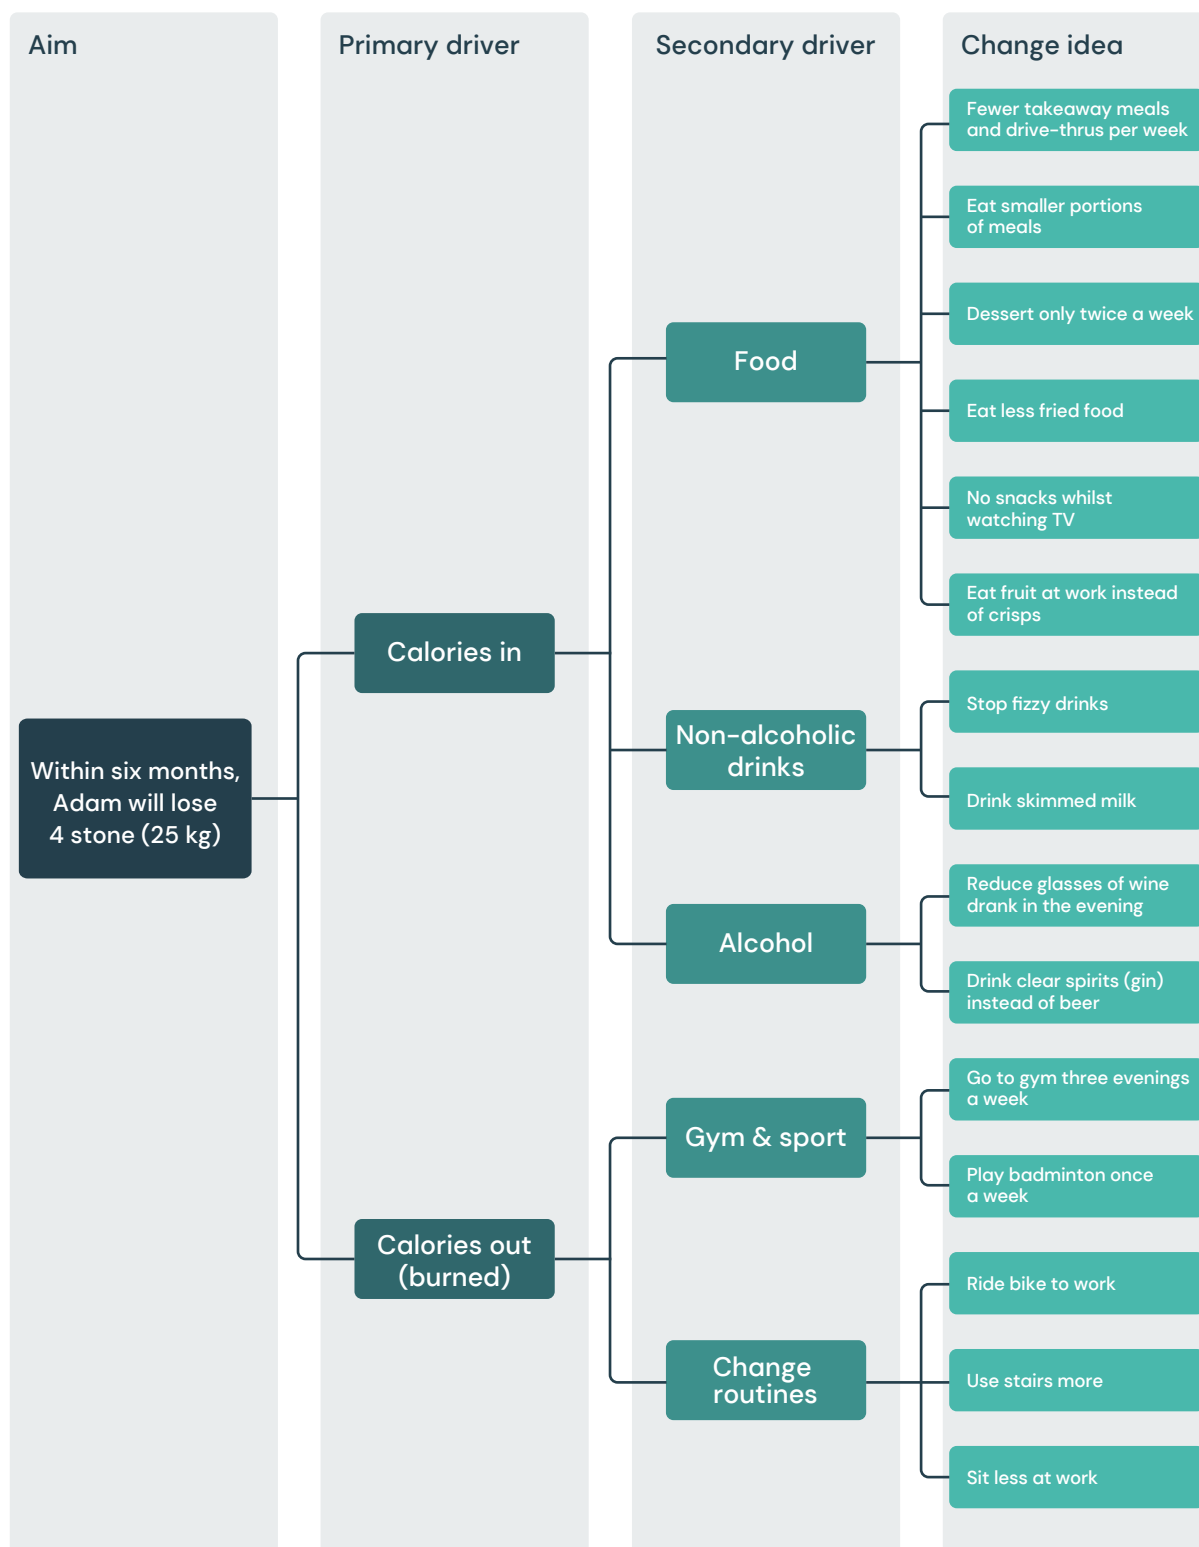 Aim
Primary driver
Secondary driver
Change idea
Within six months,
Adam will lose
4 stone (25 kg)
Calories in
Calories out
(burned)
Food
Non-alcoholic
drinks
Alcohol
Gym & sport
Change
routines
Fewer takeaway meals
and drive-thrus per week
Eat smaller portions
of meals
Dessert only twice a week
Eat less fried food
No snacks whilst
watching TV
Eat fruit at work instead
of crisps
Stop fizzy drinks
Drink skimmed milk
Reduce glasses of wine
drank in the evening
Drink clear spirits (gin)
instead of beer
Go to gym three evenings
a week
Play badminton once
a week
Ride bike to work
Use stairs more
Sit less at work